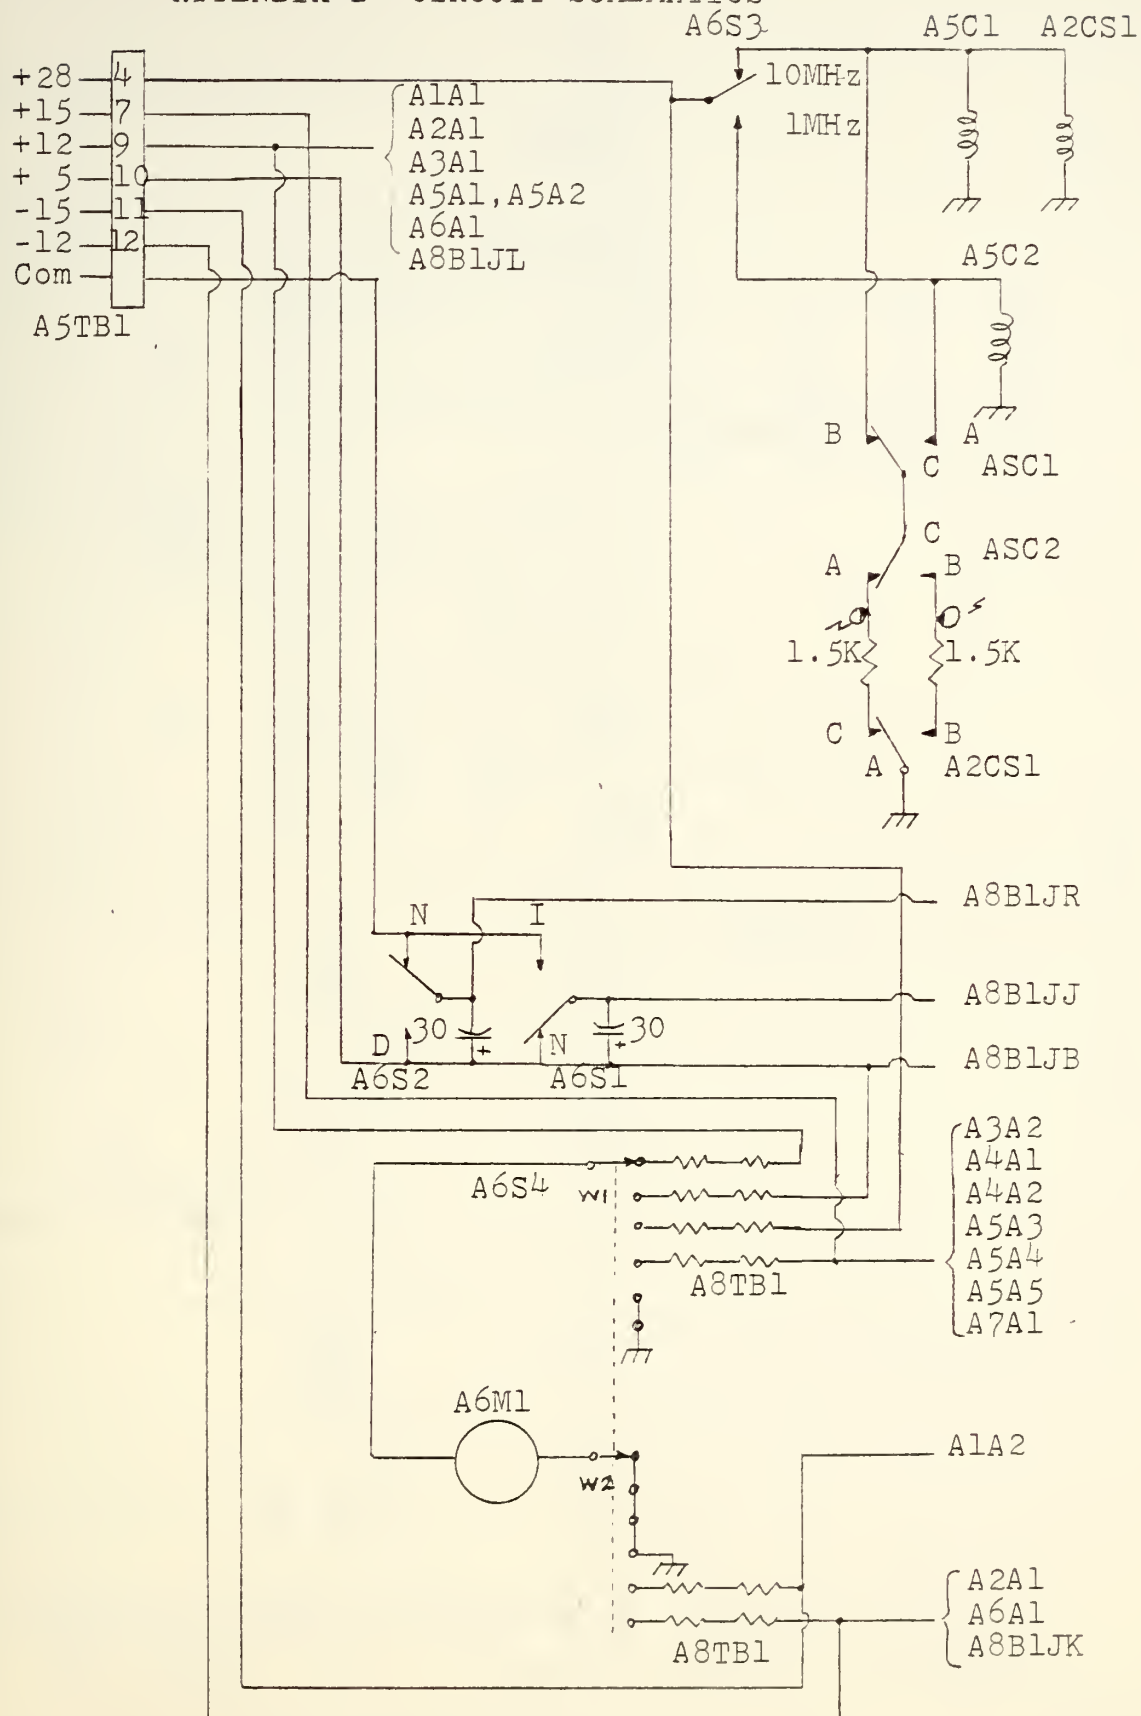 A6S3 A5C1 A2CS1
+28 4
+15 7
+12 9
+ 5 10
-15 11
-12 12
Com
A5TB1
A1A1
A2A1
A3A1
A5A1,A5A2
A6A1
A8B1JL
10MHz
1MHz
A5C2
B A
C ASC1
C
ASC2
A B
1.5K 1.5K
C B
A A2CS1
A8B1JR
N I
A8B1JJ
30 30
D N
A6S2 A6S1
A8B1JB
A6S4 W1
A8TB1
A3A2
A4A1
A4A2
A5A3
A5A4
A5A5
A7A1
A6M1
W2
A1A2
A8TB1
A2A1
A6A1
A8B1JK